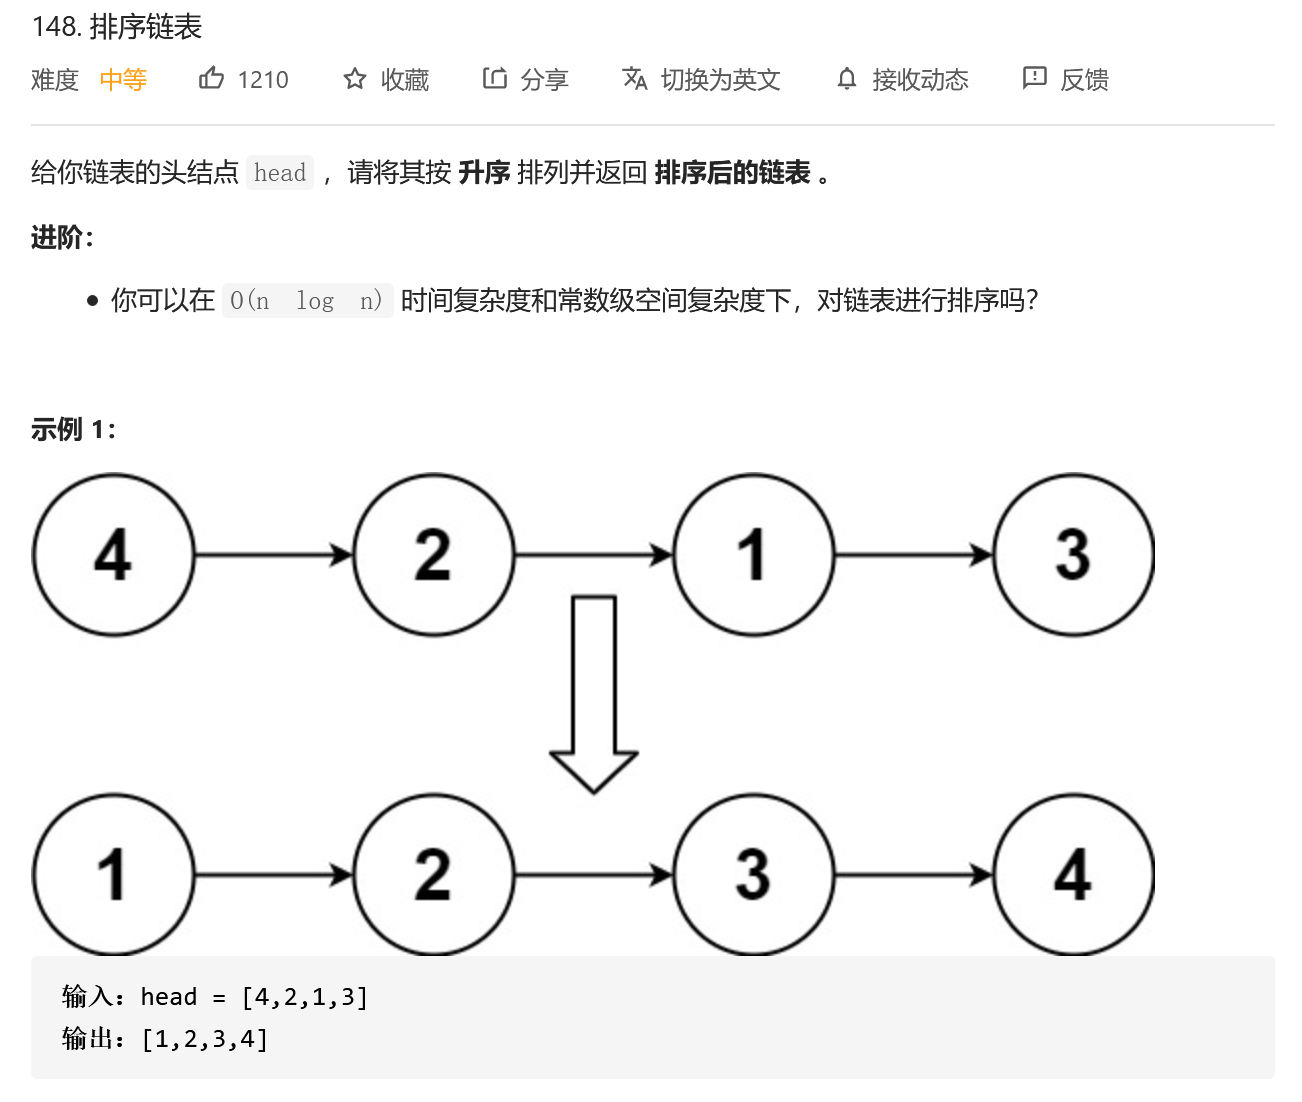 148. 排序链表
难度 中等 1210 收藏 分享 切换为英文 接收动态 反馈
给你链表的头结点 head ，请将其按 升序 排列并返回 排序后的链表 。
进阶：
你可以在 O(n log n) 时间复杂度和常数级空间复杂度下，对链表进行排序吗？
示例 1：
4 2 1 3
1 2 3 4
输入：head = [4,2,1,3]
输出：[1,2,3,4]